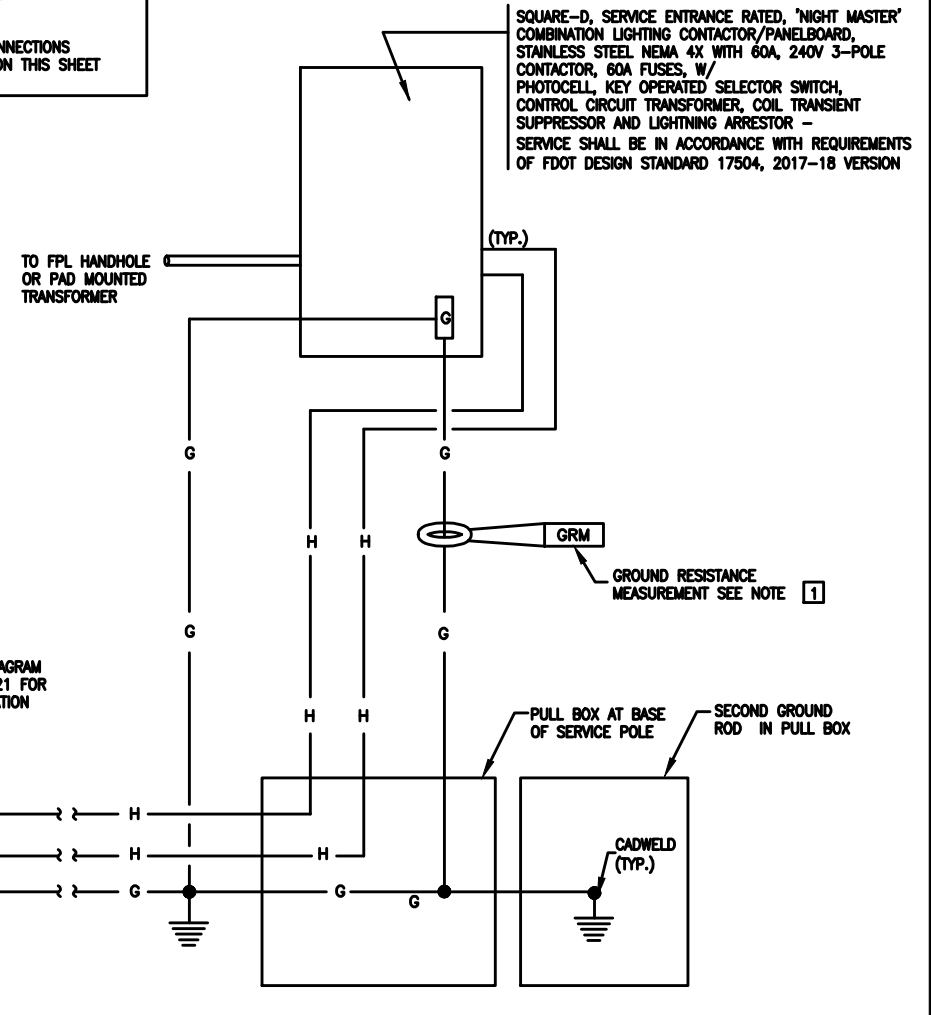 SQUARE-D, SERVICE ENTRANCE RATED, 'NIGHT MASTER'
COMBINATION LIGHTING CONTACTOR/PANELBOARD,
STAINLESS STEEL NEMA 4X WITH 60A, 240V 3-POLE
CONTACTOR, 60A FUSES, W/
PHOTOCELL, KEY OPERATED SELECTOR SWITCH,
CONTROL CIRCUIT TRANSFORMER, COIL TRANSIENT
SUPPRESSOR AND LIGHTNING ARRESTOR -
SERVICE SHALL BE IN ACCORDANCE WITH REQUIREMENTS
OF FDOT DESIGN STANDARD 17504, 2017-18 VERSION
NNECTIONS
ON THIS SHEET
(TYP.)
TO FPL HANDHOLE
OR PAD MOUNTED
TRANSFORMER
G
G
G
H
H
GRM
GROUND RESISTANCE
MEASUREMENT SEE NOTE 1
G
G
AGRAM
21 FOR
TION
H
H
PULL BOX AT BASE
OF SERVICE POLE
SECOND GROUND
ROD IN PULL BOX
H
H
H
CADWELD
(TYP.)
G
G
G